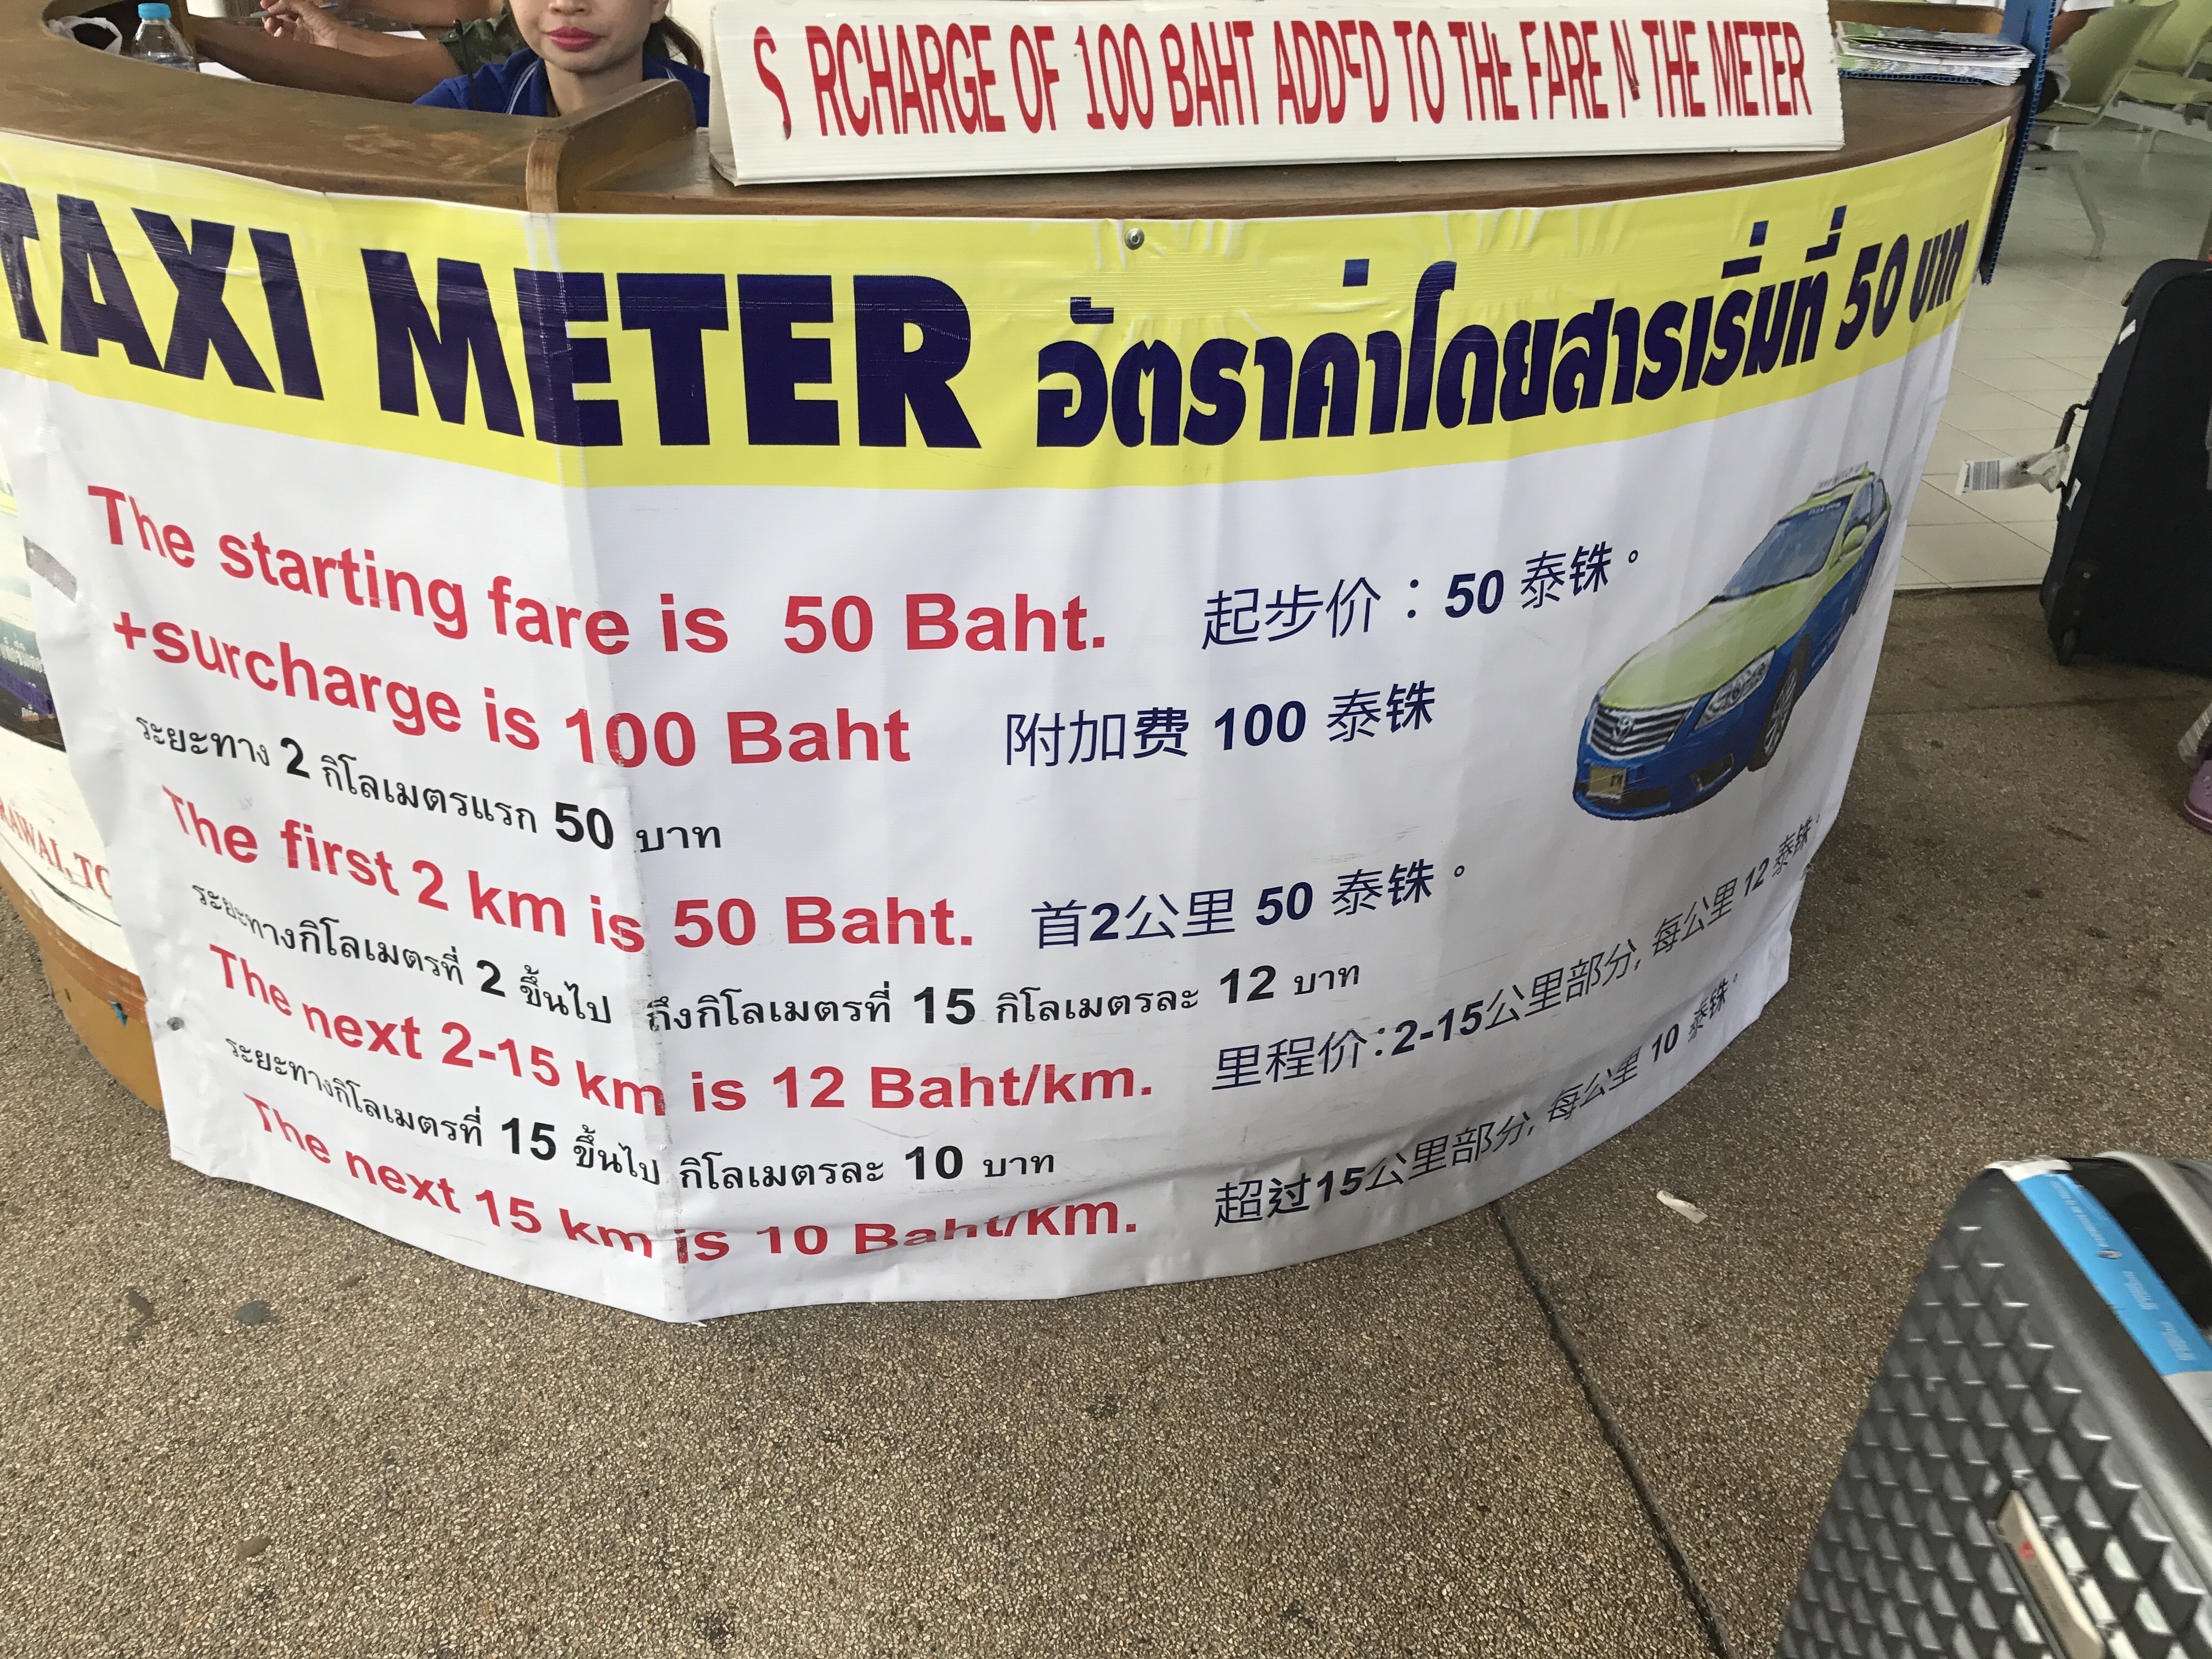 S RCHARGE OF 100 BAHT ADDED TO THE FARE N THE METER
TAXI METER อัตราค่าโดยสารเริ่มที่ 50 บาท
The starting fare is 50 Baht. 起步价：50 泰铢。
+surcharge is 100 Baht 附加费 100 泰铢
ระยะทาง 2 กิโลเมตรแรก 50 บาท
The first 2 km is 50 Baht. 首2公里 50 泰铢。
ระยะทางกิโลเมตรที่ 2 ขึ้นไป ถึงกิโลเมตรที่ 15 กิโลเมตรละ 12 บาท
The next 2-15 km is 12 Baht/km. 里程价：2-15公里部分, 每公里 12 泰铢。
ระยะทางกิโลเมตรที่ 15 ขึ้นไป กิโลเมตรละ 10 บาท
The next 15 km is 10 Baht/km. 超过15公里部分, 每公里 10 泰铢。